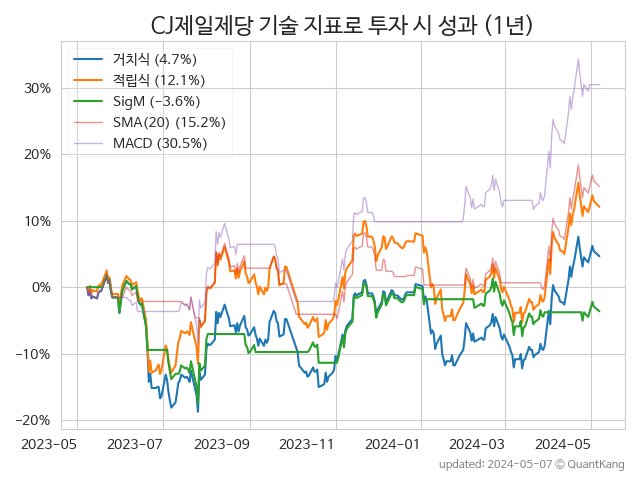 CJ제일제당 기술 지표로 투자 시 성과 (1년)
거치식 (4.7%)
적립식 (12.1%)
SigM (−3.6%)
SMA(20) (15.2%)
MACD (30.5%)
30%
20%
10%
0%
−10%
−20%
2023-05 2023-07 2023-09 2023-11 2024-01 2024-03 2024-05
updated: 2024-05-07 © QuantKang